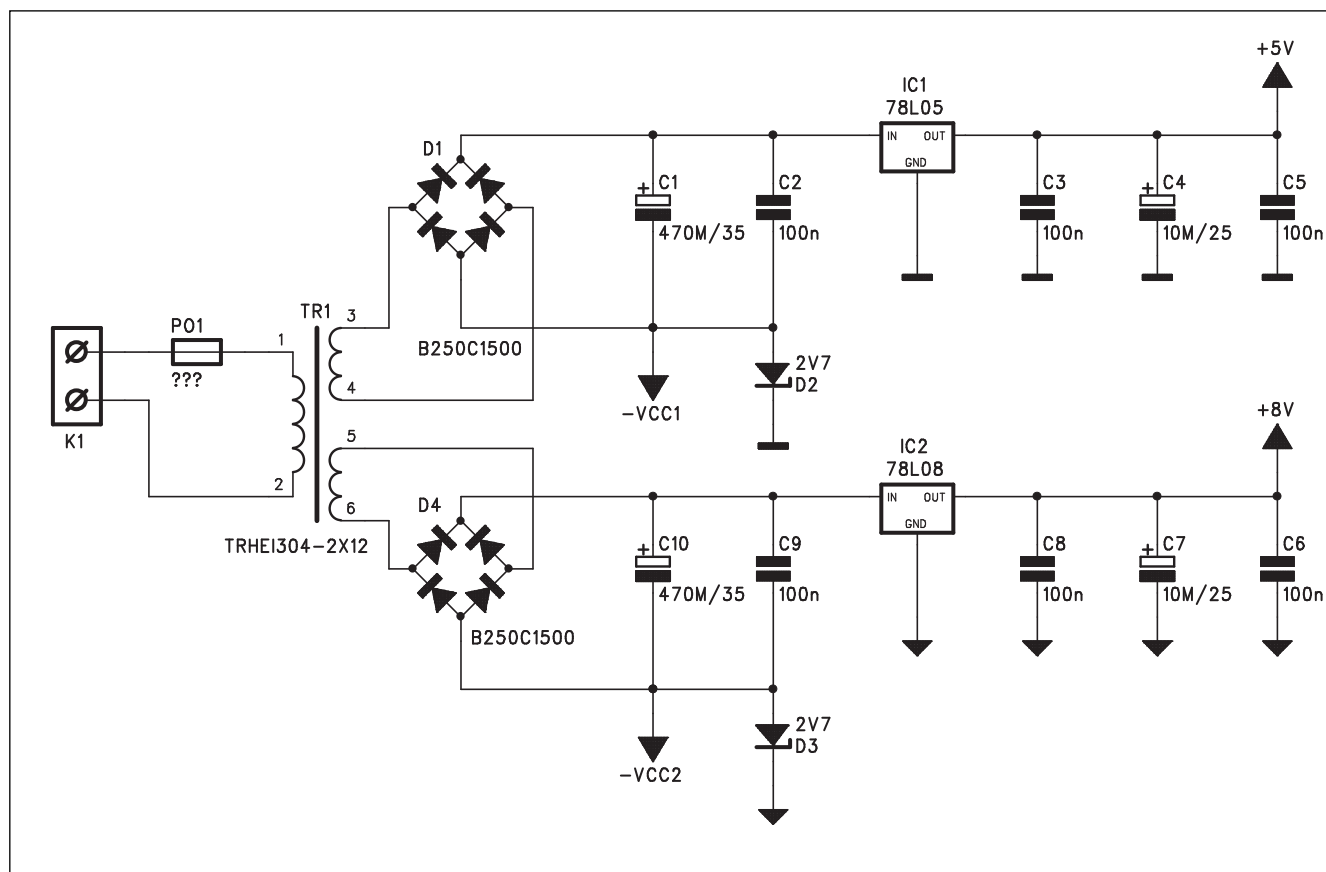 +5V
IC1
78L05
IN OUT
GND
D1
C1
470M/35
C2
100n
C3
100n
C4
10M/25
C5
100n
+
+
TR1
3
4
B250C1500
PO1
???
1
2
K1
-VCC1
2V7
D2
+8V
5
6
IC2
78L08
IN OUT
GND
D4
TRHEI304-2X12
C10
470M/35
C9
100n
C8
100n
C7
10M/25
C6
100n
+
+
B250C1500
-VCC2
2V7
D3